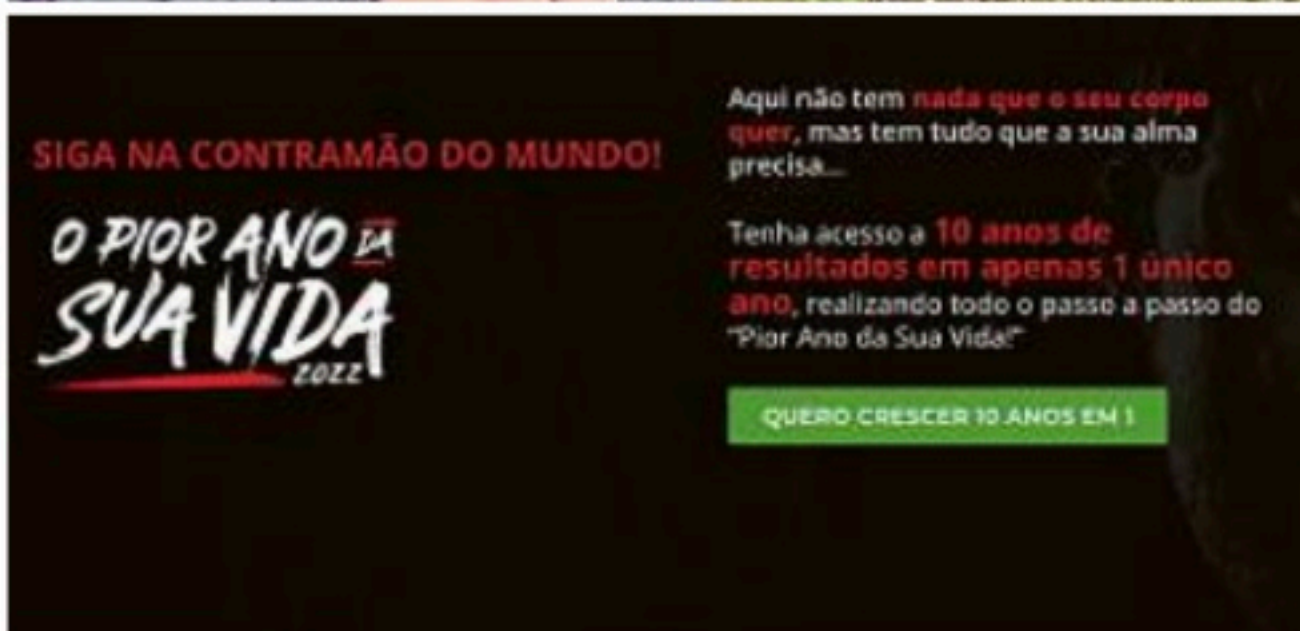 SIGA NA CONTRAMÃO DO MUNDO!
O PIOR ANO DA
SUA VIDA
2022
Aqui não tem nada que o seu corpo
quer, mas tem tudo que a sua alma
precisa...
Tenha acesso a 10 anos de
resultados em apenas 1 único
ano, realizando todo o passo a passo do
"Pior Ano da Sua Vida!"
QUERO CRESCER 10 ANOS EM 1